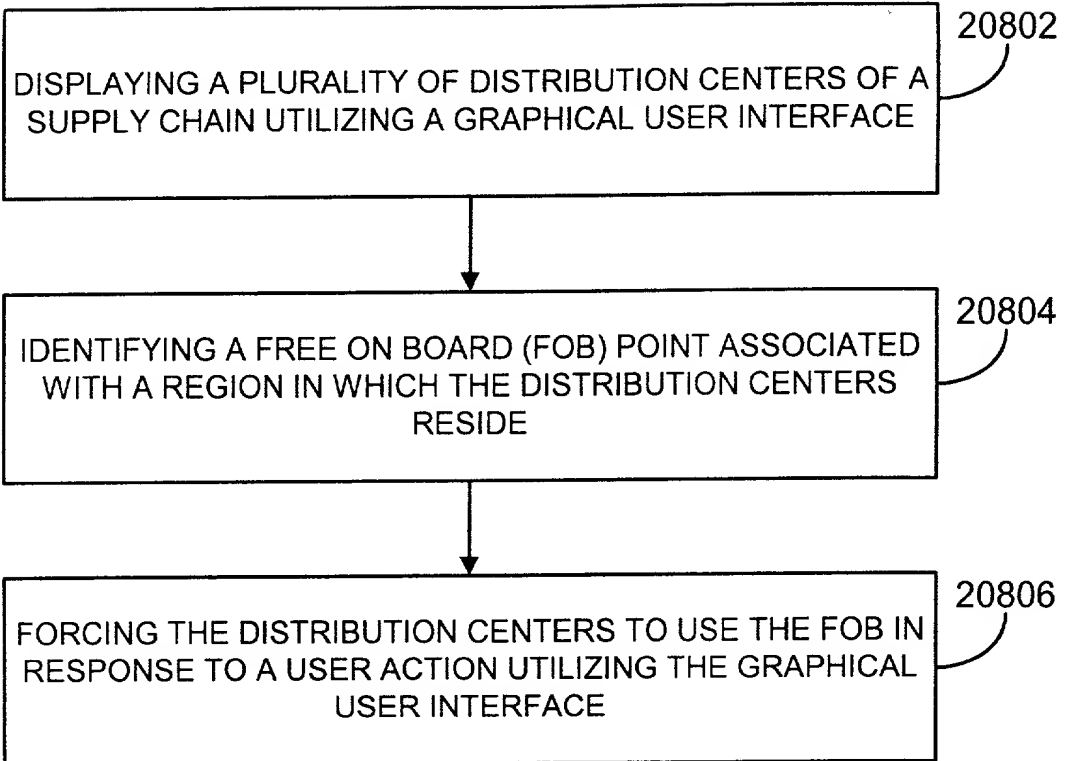 20802
DISPLAYING A PLURALITY OF DISTRIBUTION CENTERS OF A
SUPPLY CHAIN UTILIZING A GRAPHICAL USER INTERFACE
20804
IDENTIFYING A FREE ON BOARD (FOB) POINT ASSOCIATED
WITH A REGION IN WHICH THE DISTRIBUTION CENTERS
RESIDE
20806
FORCING THE DISTRIBUTION CENTERS TO USE THE FOB IN
RESPONSE TO A USER ACTION UTILIZING THE GRAPHICAL
USER INTERFACE